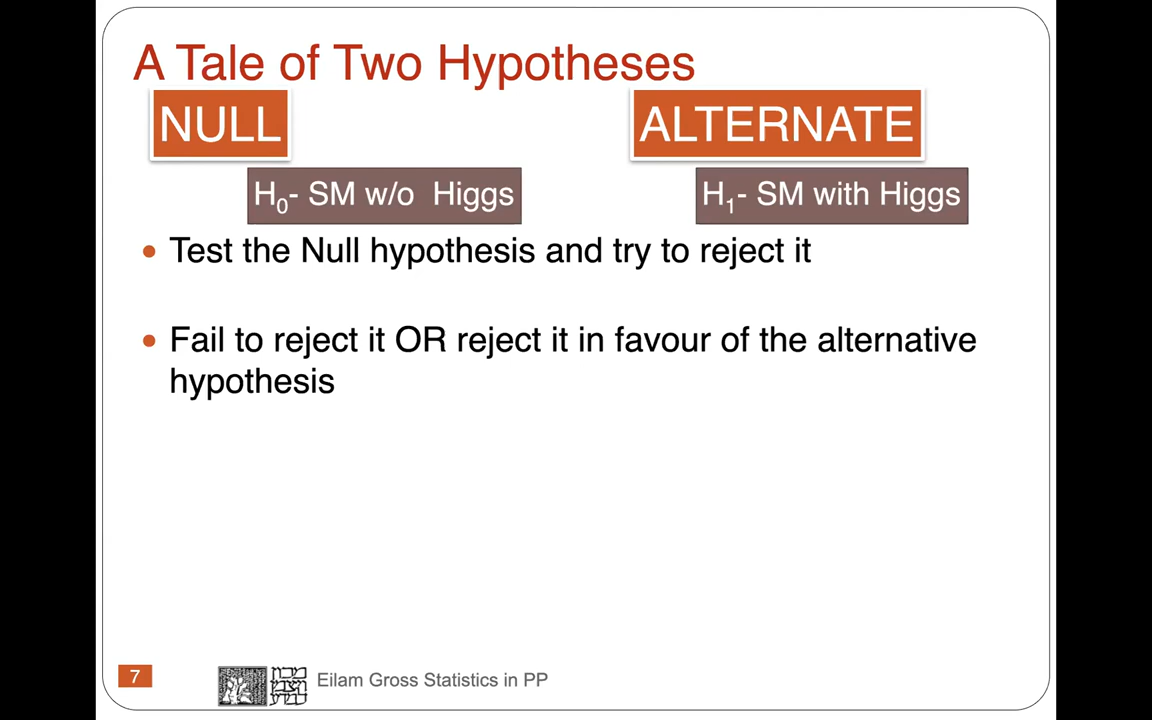 A Tale of Two Hypotheses
NULL
ALTERNATE
H₀- SM w/o Higgs
H₁- SM with Higgs
• Test the Null hypothesis and try to reject it
• Fail to reject it OR reject it in favour of the alternative
hypothesis
7
Eilam Gross Statistics in PP